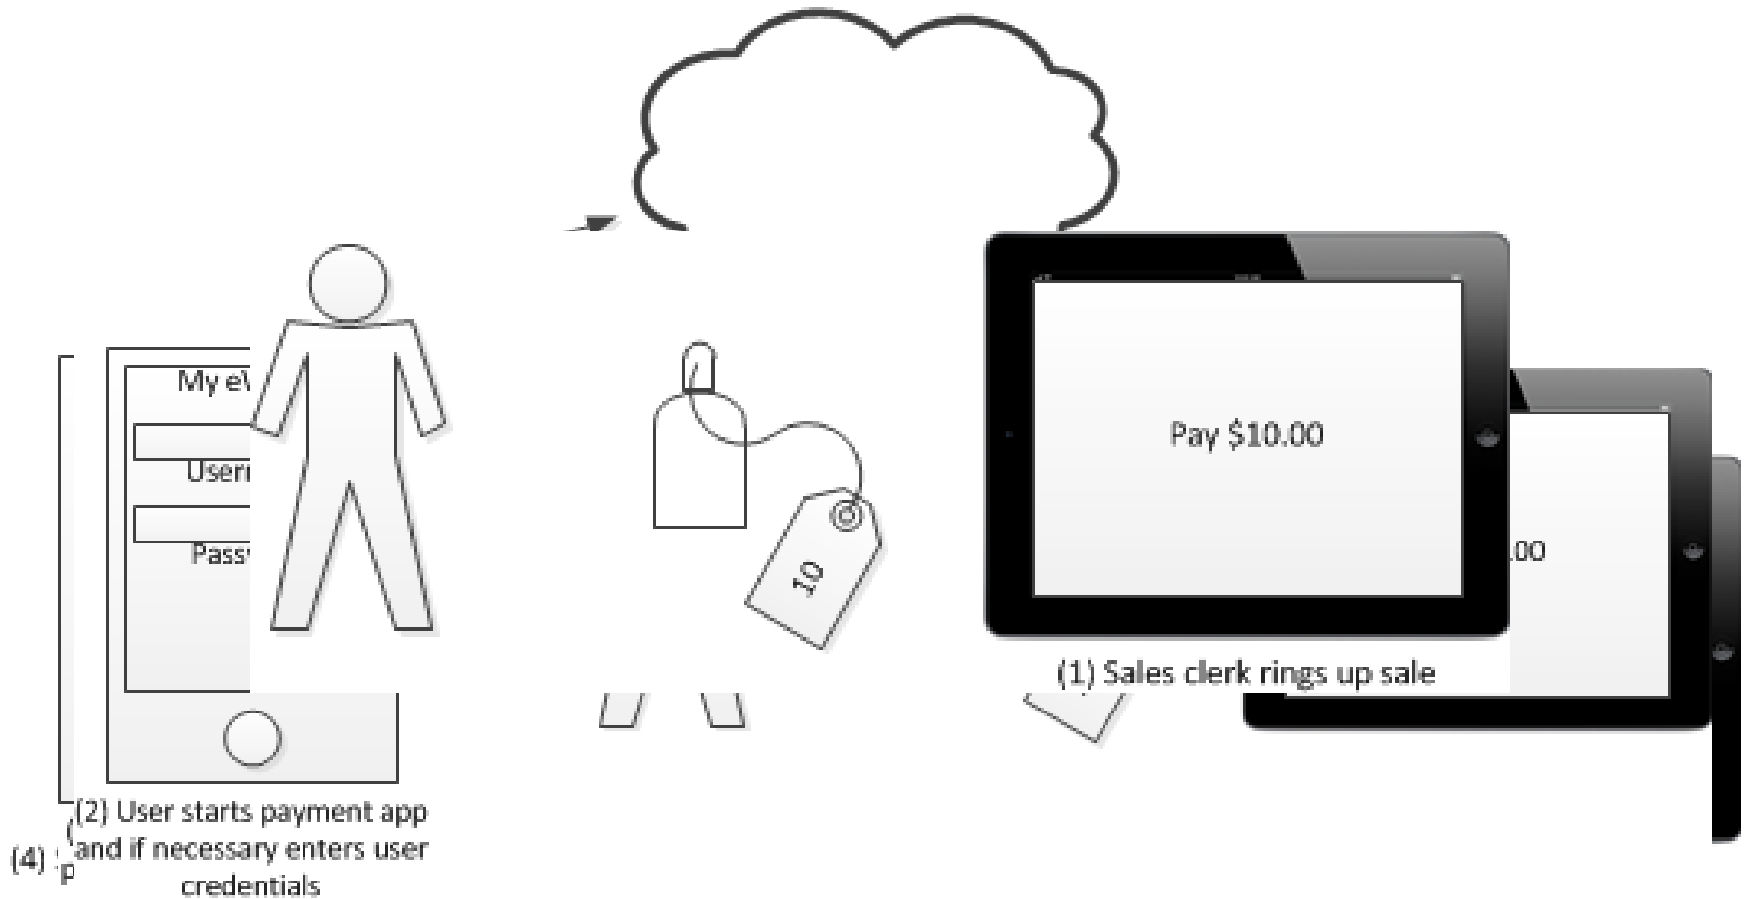 My e
Pay $10.00
User
10
.00
Pass
(1) Sales clerk rings up sale
(2) User starts payment app
and if necessary enters user
credentials
(4)
p